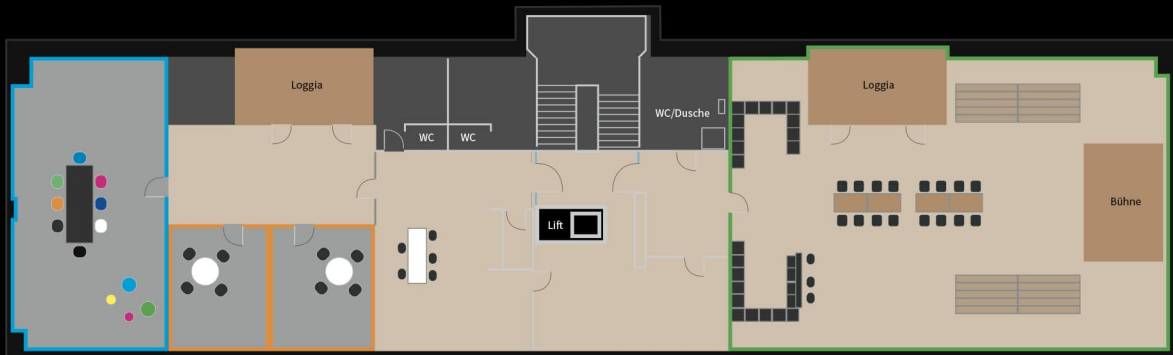 Loggia
Loggia
WC/Dusche
WC
WC
Bühne
Lift